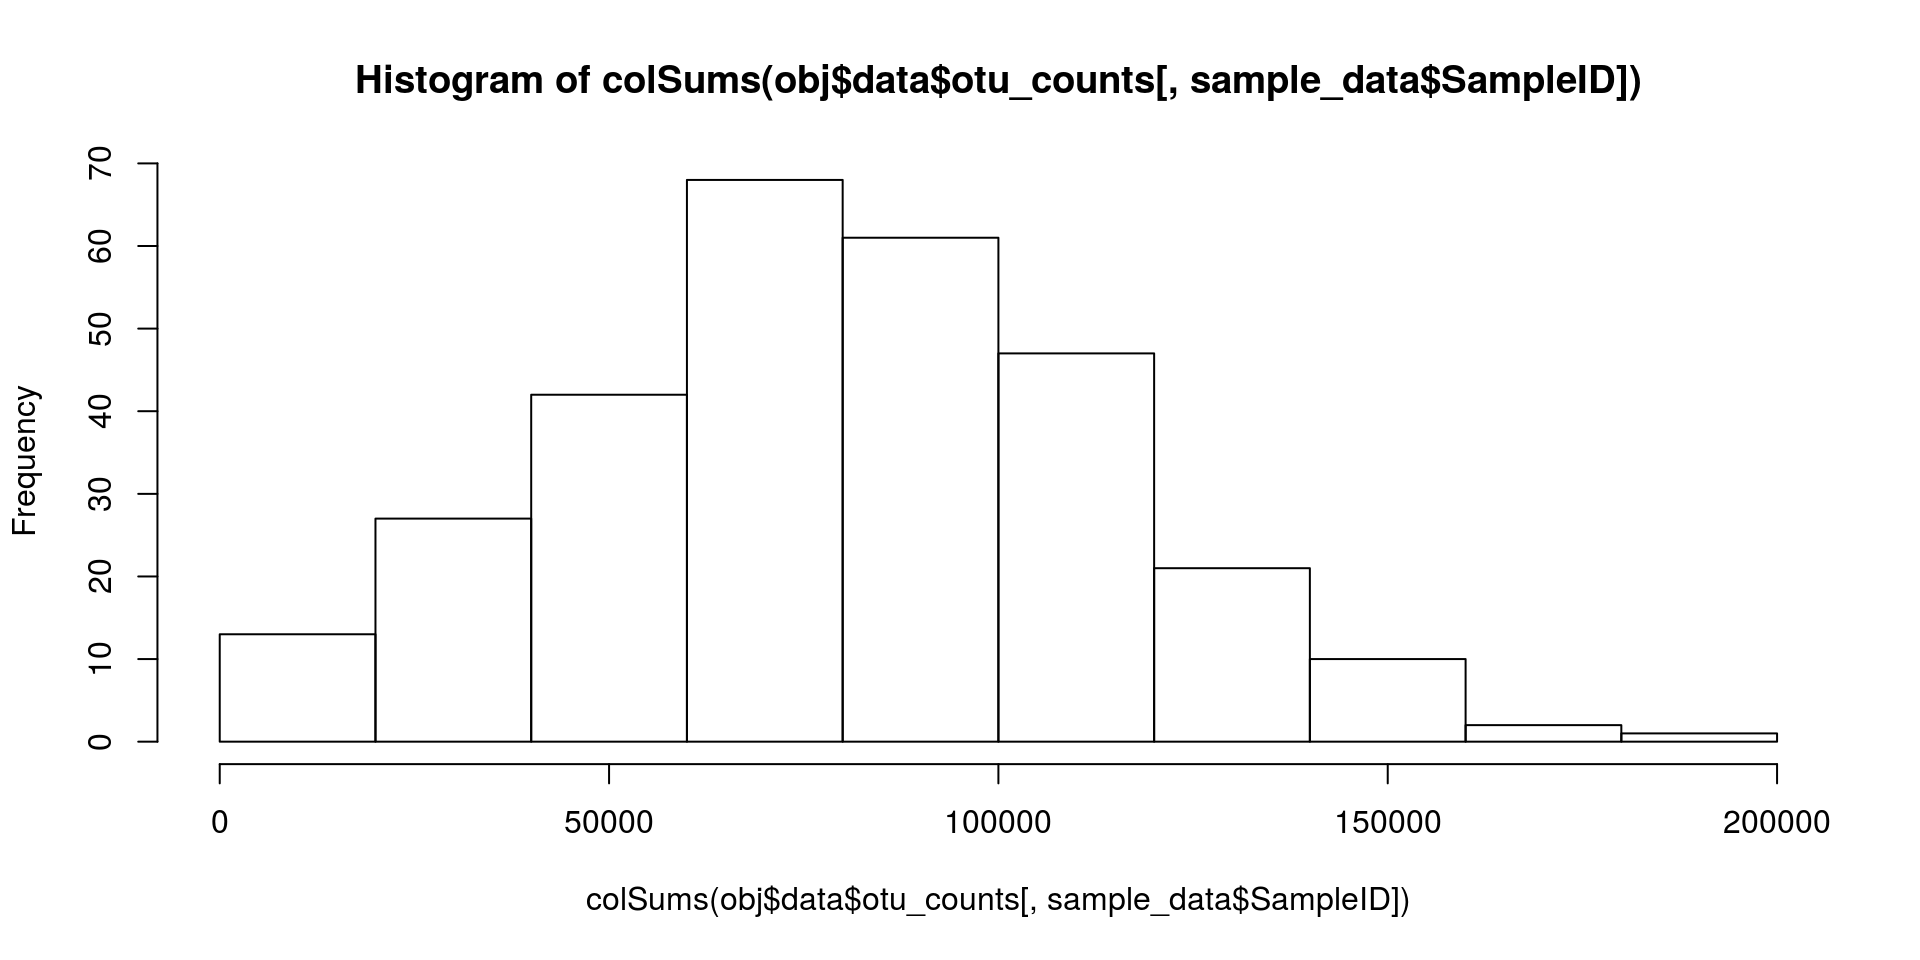 Histogram of colSums(obj$data$otu_counts[, sample_data$SampleID])
Frequency
70
60
50
40
30
20
10
0
0 50000 100000 150000 200000
colSums(obj$data$otu_counts[, sample_data$SampleID])